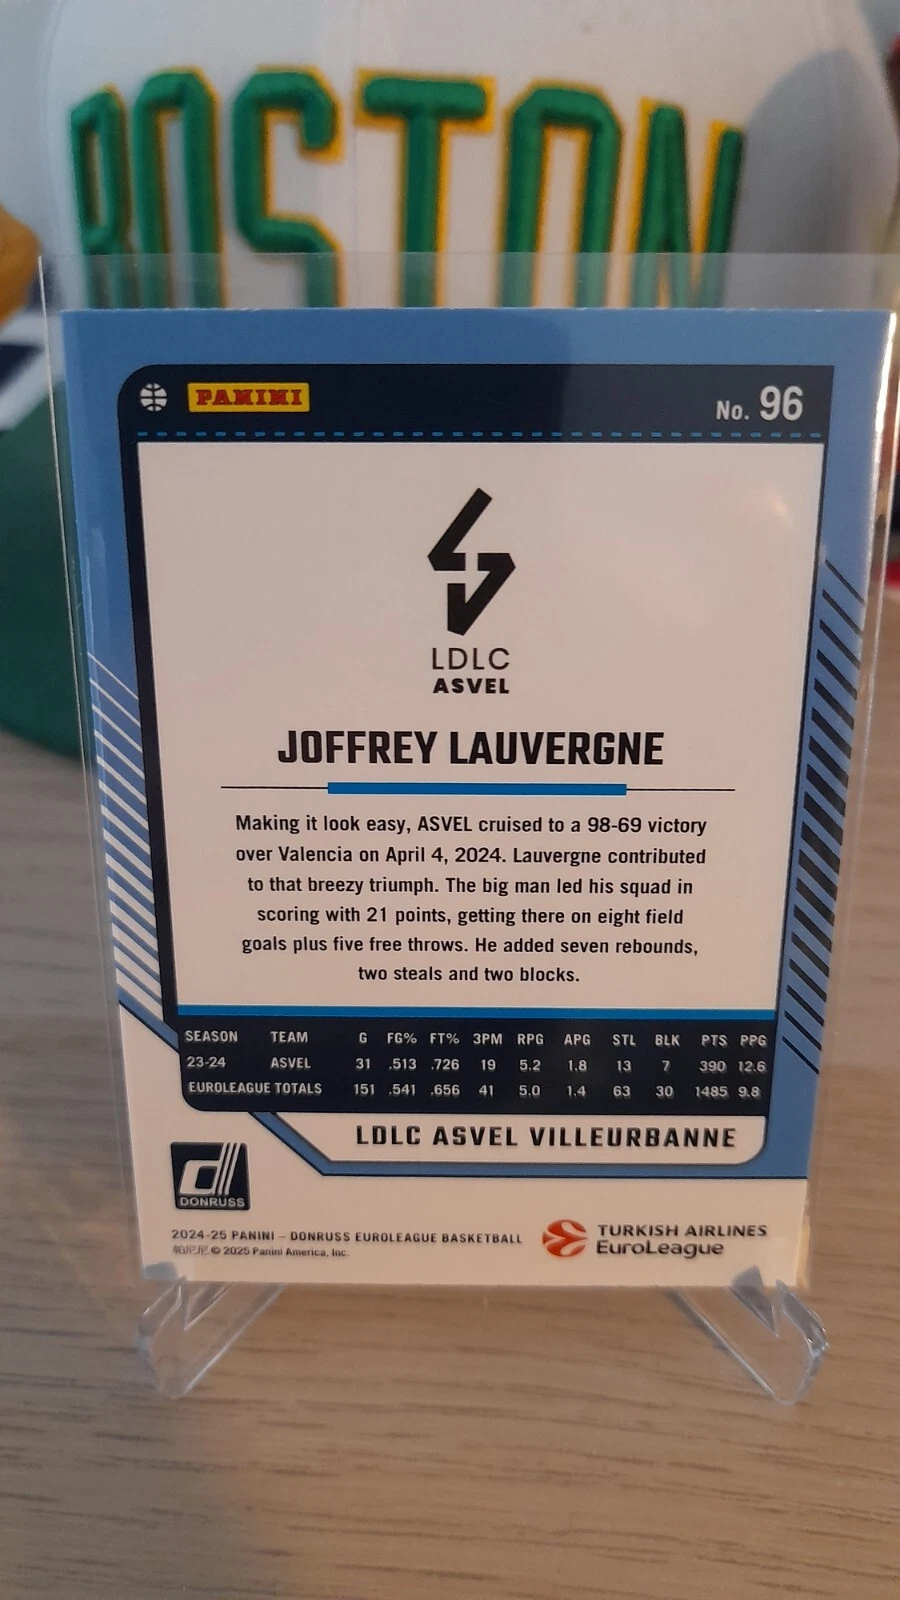 BOSTON
PANINI
No. 96
LDLC
ASVEL
JOFFREY LAUVERGNE
Making it look easy, ASVEL cruised to a 98-69 victory
over Valencia on April 4, 2024. Lauvergne contributed
to that breezy triumph. The big man led his squad in
scoring with 21 points, getting there on eight field
goals plus five free throws. He added seven rebounds,
two steals and two blocks.
SEASON TEAM G FG% FT% 3PM RPG APG STL BLK PTS PPG
23-24 ASVEL 31 .513 .726 19 5.2 1.8 13 7 390 12.6
EUROLEAGUE TOTALS 151 .541 .656 41 5.0 1.4 63 30 1485 9.8
LDLC ASVEL VILLEURBANNE
DONRUSS
2024-25 PANINI – DONRUSS EUROLEAGUE BASKETBALL
帕尼尼 © 2025 Panini America, Inc.
TURKISH AIRLINES
EuroLeague